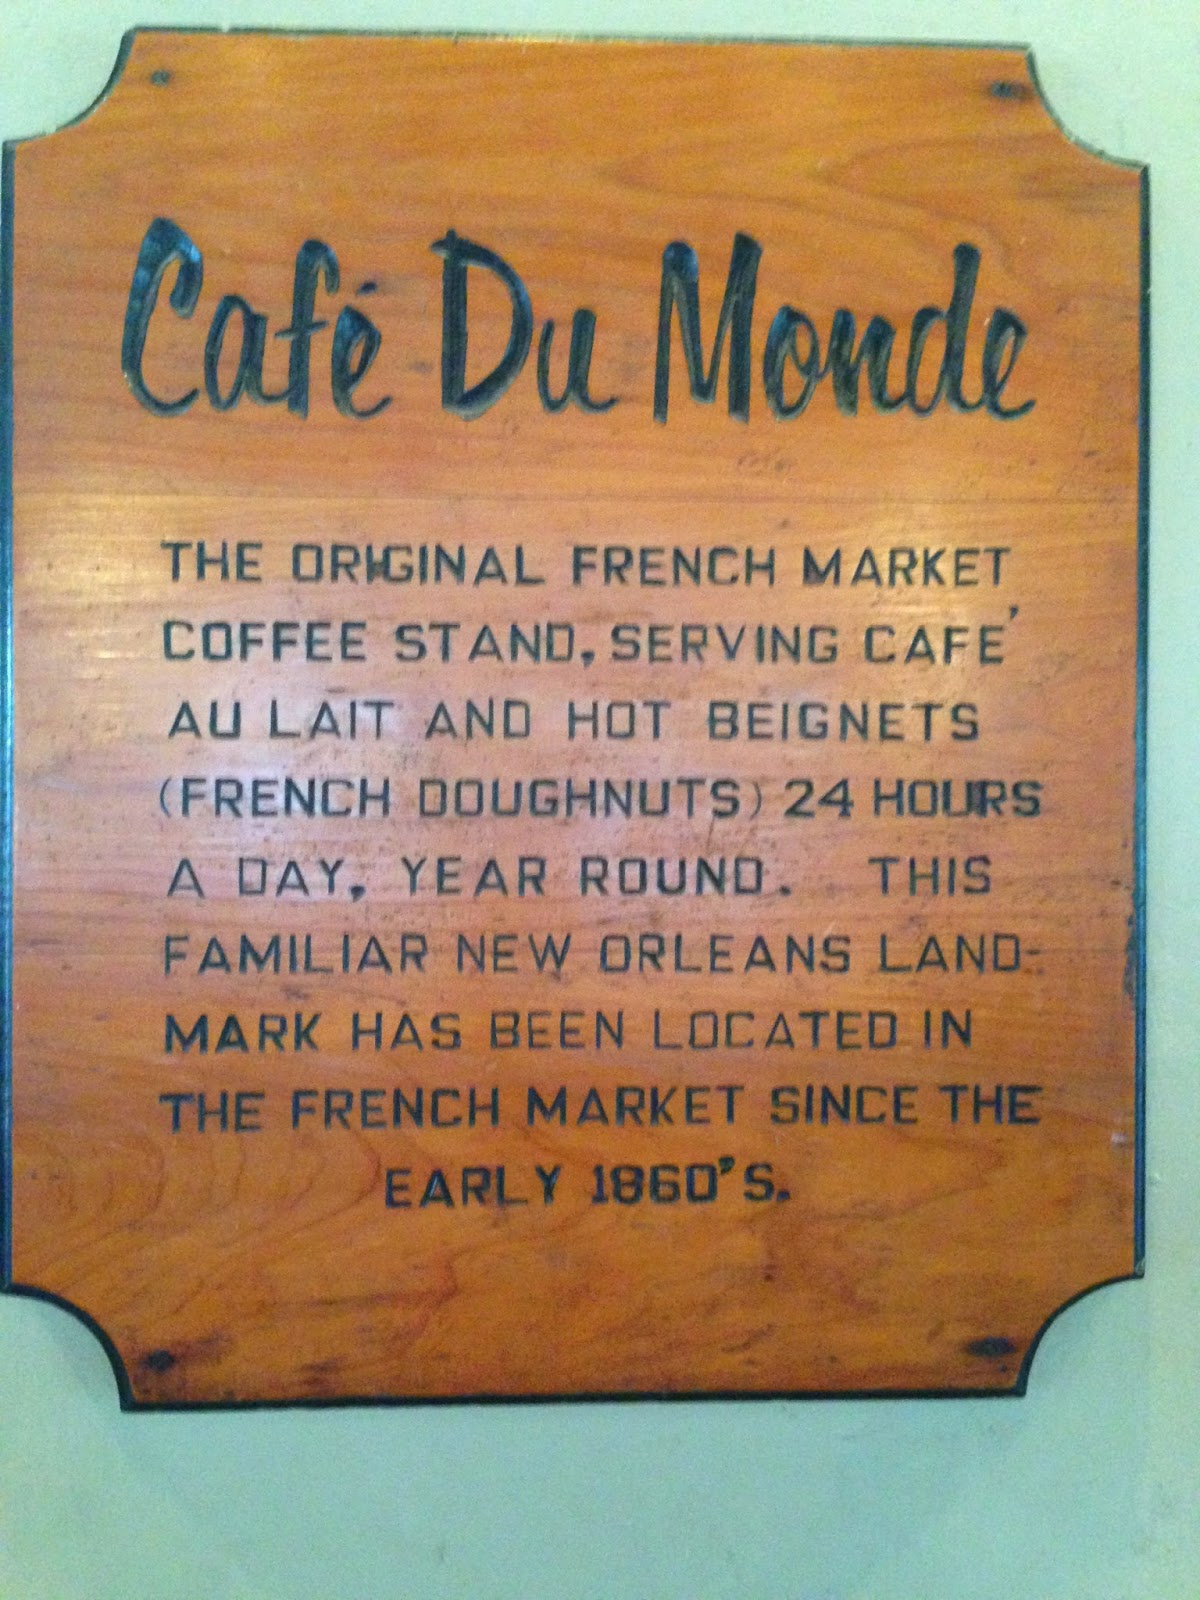 Café Du Monde
THE ORIGINAL FRENCH MARKET
COFFEE STAND, SERVING CAFE'
AU LAIT AND HOT BEIGNETS
(FRENCH DOUGHNUTS) 24 HOURS
A DAY, YEAR ROUND. THIS
FAMILIAR NEW ORLEANS LAND-
MARK HAS BEEN LOCATED IN
THE FRENCH MARKET SINCE THE
EARLY 1860'S.